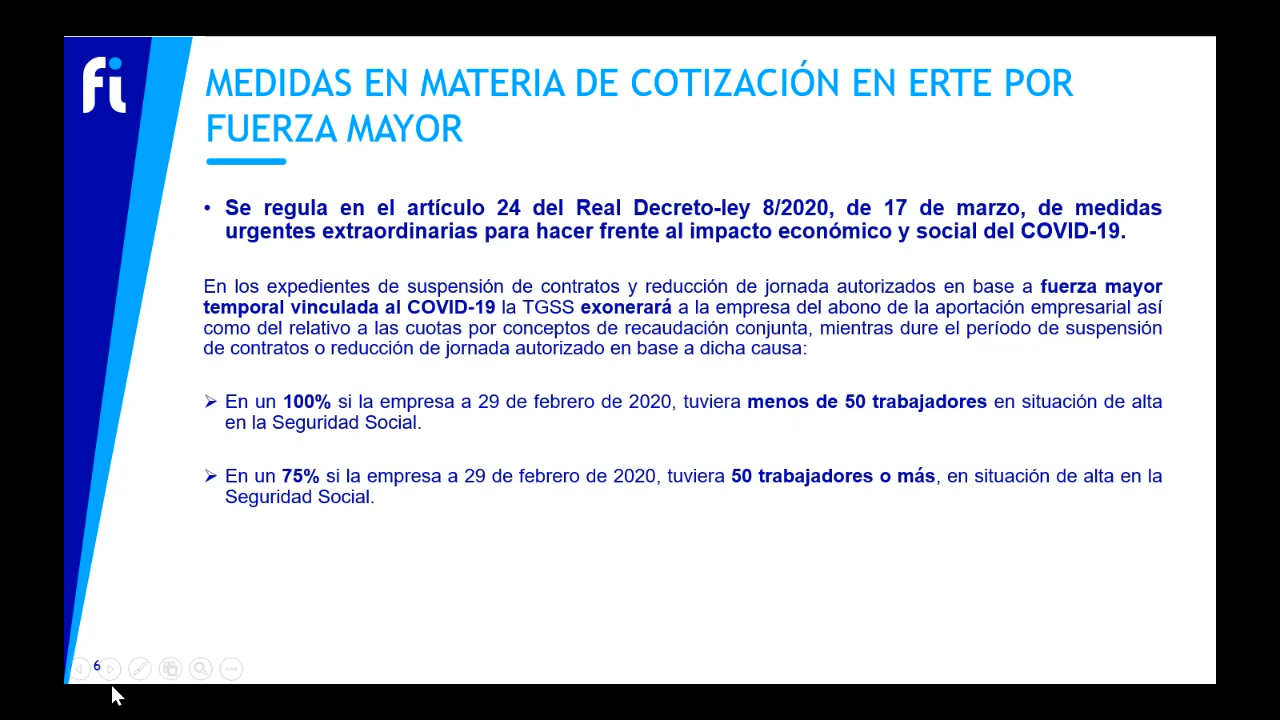 fi
MEDIDAS EN MATERIA DE COTIZACIÓN EN ERTE POR
FUERZA MAYOR
• Se regula en el artículo 24 del Real Decreto-ley 8/2020, de 17 de marzo, de medidas
urgentes extraordinarias para hacer frente al impacto económico y social del COVID-19.
En los expedientes de suspensión de contratos y reducción de jornada autorizados en base a fuerza mayor
temporal vinculada al COVID-19 la TGSS exonerará a la empresa del abono de la aportación empresarial así
como del relativo a las cuotas por conceptos de recaudación conjunta, mientras dure el período de suspensión
de contratos o reducción de jornada autorizado en base a dicha causa:
➢ En un 100% si la empresa a 29 de febrero de 2020, tuviera menos de 50 trabajadores en situación de alta
en la Seguridad Social.
➢ En un 75% si la empresa a 29 de febrero de 2020, tuviera 50 trabajadores o más, en situación de alta en la
Seguridad Social.
6